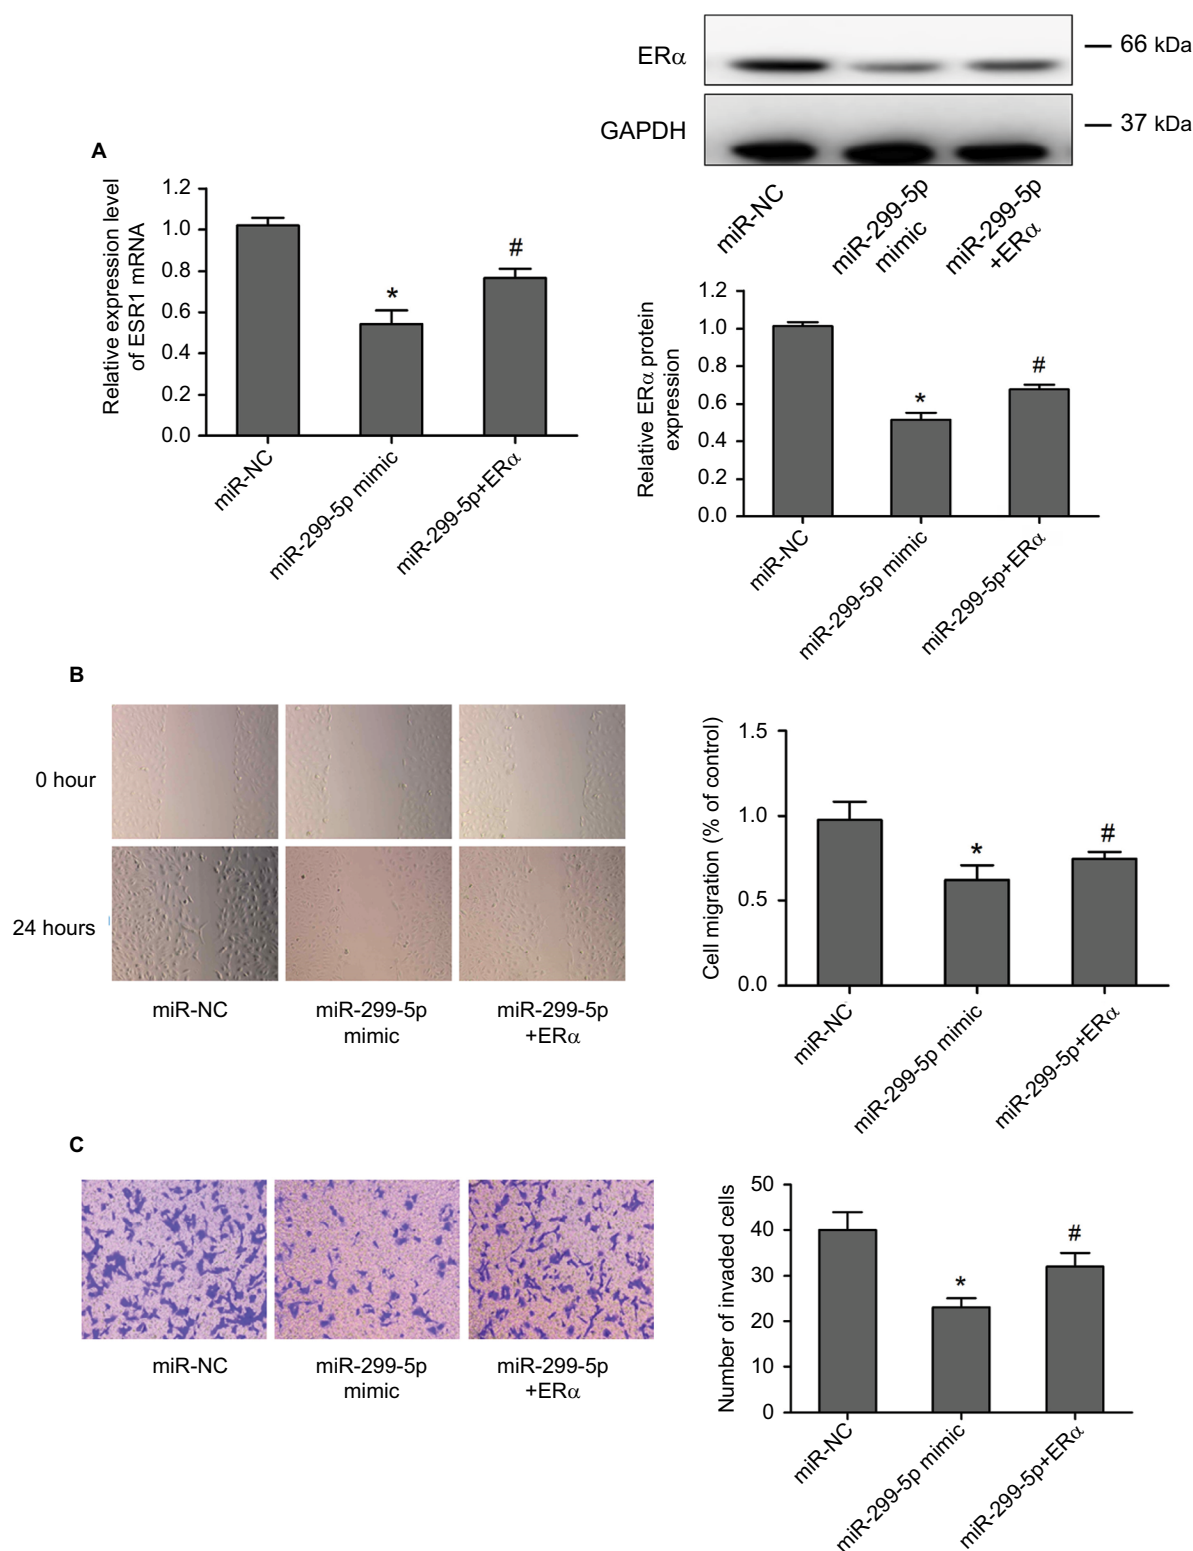 ERα
66 kDa
GAPDH
37 kDa
miR-NC
miR-299-5p
mimic
miR-299-5p
+ERα
A
Relative expression level
of ESR1 mRNA
1.2
1.0
0.8
0.6
0.4
0.2
0.0
*
#
miR-NC
miR-299-5p mimic
miR-299-5p+ERα
Relative ERα protein
expression
1.2
1.0
0.8
0.6
0.4
0.2
0.0
*
#
miR-NC
miR-299-5p mimic
miR-299-5p+ERα
B
0 hour
24 hours
miR-NC
miR-299-5p
mimic
miR-299-5p
+ERα
Cell migration (% of control)
1.5
1.0
0.5
0.0
*
#
miR-NC
miR-299-5p mimic
miR-299-5p+ERα
C
miR-NC
miR-299-5p
mimic
miR-299-5p
+ERα
Number of invaded cells
50
40
30
20
10
0
*
#
miR-NC
miR-299-5p mimic
miR-299-5p+ERα